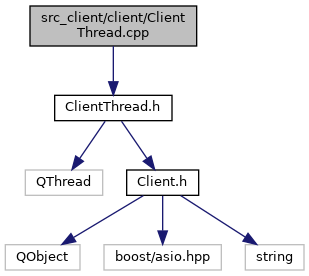 src_client/client/Client
Thread.cpp
ClientThread.h
QThread
Client.h
QObject
boost/asio.hpp
string